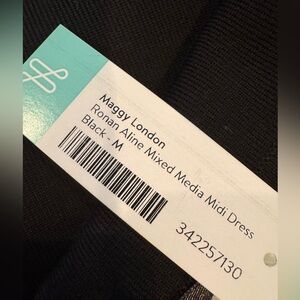 Maggy London
Ronan Aline Mixed Media Midi Dress
Black - M
342257130